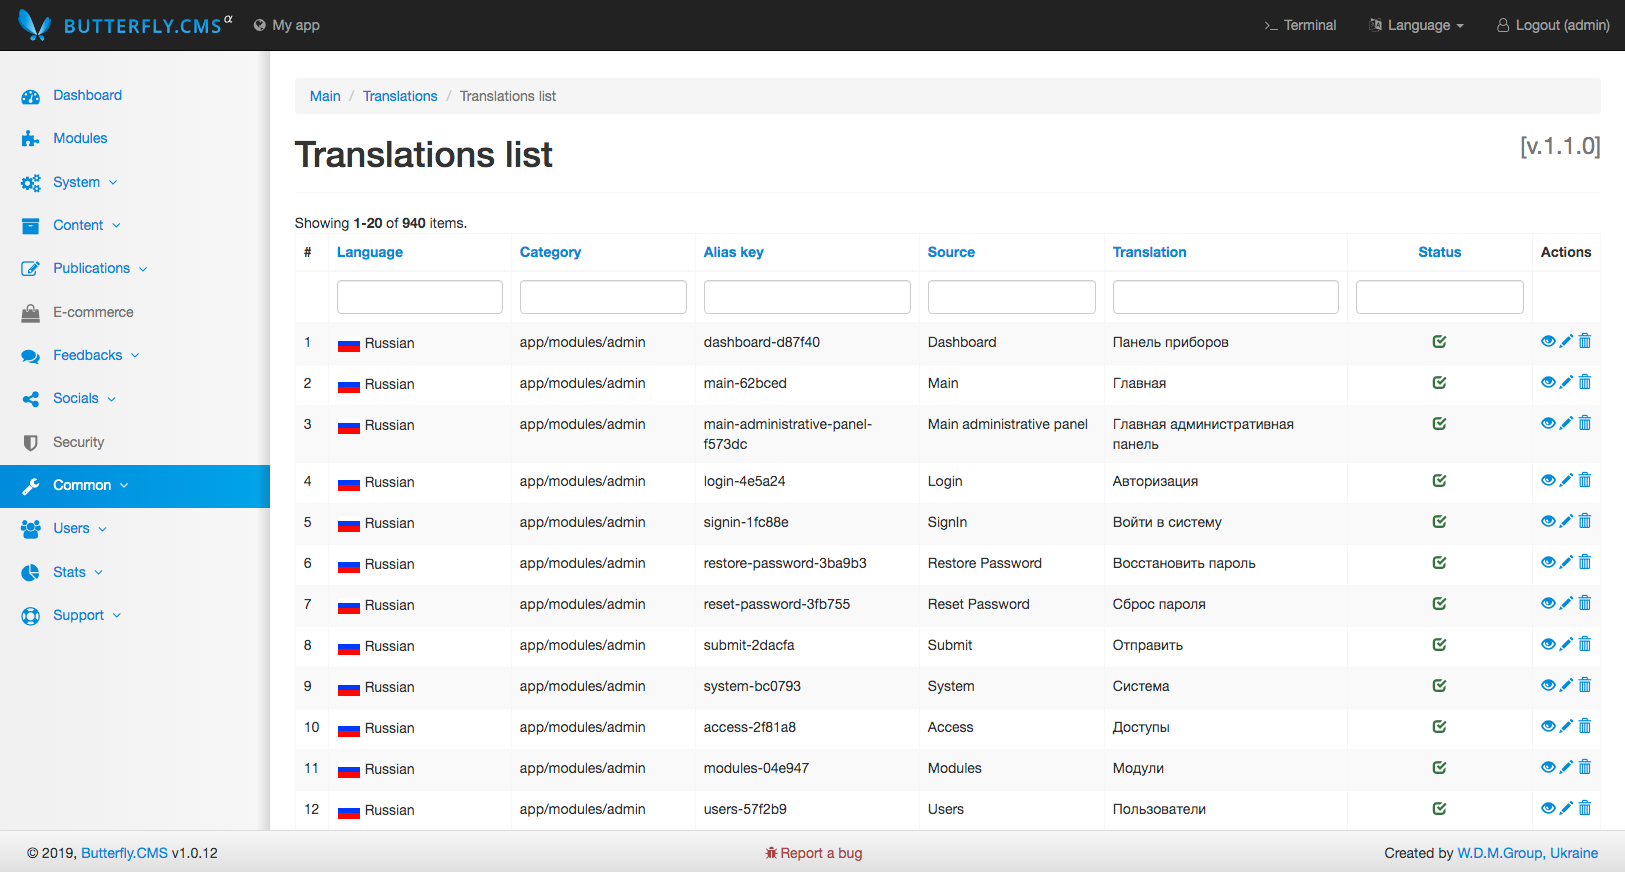 BUTTERFLY.CMS α My app >_ Terminal Language Logout (admin)
Dashboard
Modules
System
Content
Publications
E-commerce
Feedbacks
Socials
Security
Common
Users
Stats
Support
Main / Translations / Translations list
Translations list [v.1.1.0]
Showing 1-20 of 940 items.
# Language Category Alias key Source Translation Status Actions
1 Russian app/modules/admin dashboard-d87f40 Dashboard Панель приборов
2 Russian app/modules/admin main-62bced Main Главная
3 Russian app/modules/admin main-administrative-panel- Main administrative panel Главная административная
f573dc панель
4 Russian app/modules/admin login-4e5a24 Login Авторизация
5 Russian app/modules/admin signin-1fc88e SignIn Войти в систему
6 Russian app/modules/admin restore-password-3ba9b3 Restore Password Восстановить пароль
7 Russian app/modules/admin reset-password-3fb755 Reset Password Сброс пароля
8 Russian app/modules/admin submit-2dacfa Submit Отправить
9 Russian app/modules/admin system-bc0793 System Система
10 Russian app/modules/admin access-2f81a8 Access Доступы
11 Russian app/modules/admin modules-04e947 Modules Модули
12 Russian app/modules/admin users-57f2b9 Users Пользователи
© 2019, Butterfly.CMS v1.0.12 Report a bug Created by W.D.M.Group, Ukraine